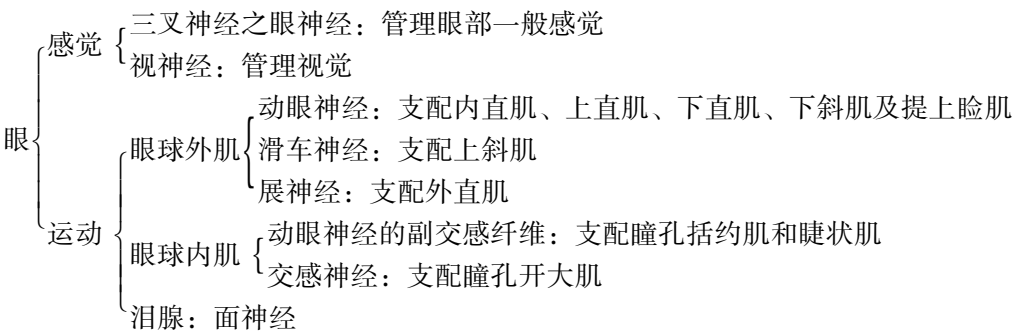 三叉神经之眼神经：管理眼部一般感觉
感觉
视神经：管理视觉
动眼神经：支配内直肌、上直肌、下直肌、下斜肌及提上睑肌
眼
眼球外肌
滑车神经：支配上斜肌
展神经：支配外直肌
运动
动眼神经的副交感纤维：支配瞳孔括约肌和睫状肌
眼球内肌
交感神经：支配瞳孔开大肌
泪腺：面神经